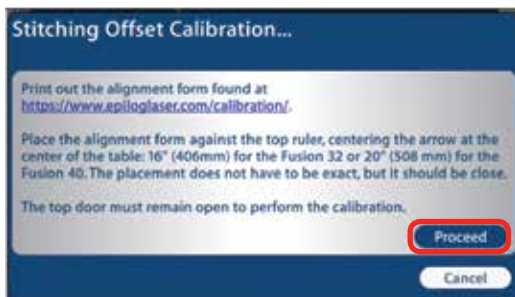 Stitching Offset Calibration...
Print out the alignment form found at
https://www.epiloglaser.com/calibration/.
Place the alignment form against the top ruler, centering the arrow at the
center of the table: 16" (406mm) for the Fusion 32 or 20" (508 mm) for the
Fusion 40. The placement does not have to be exact, but it should be close.
The top door must remain open to perform the calibration.
Proceed
Cancel